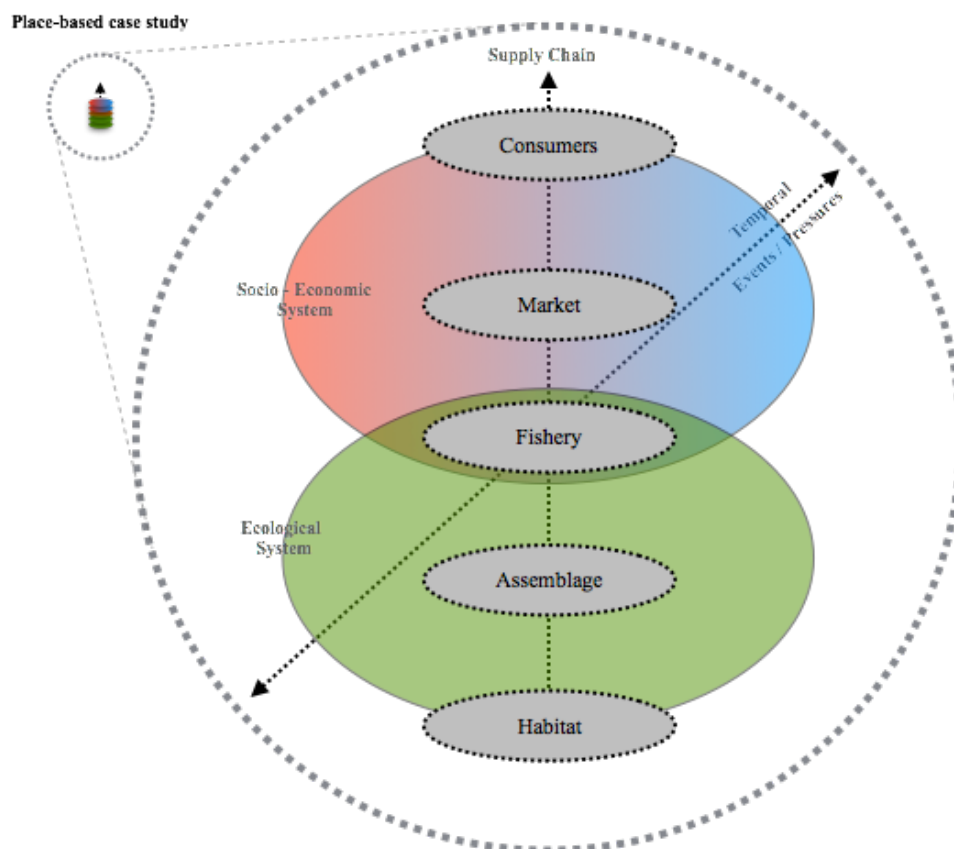 Place-based case study
Supply Chain
Consumers
Temporal
Events / Pressures
Socio - Economic
System
Market
Fishery
Ecological
System
Assemblage
Habitat